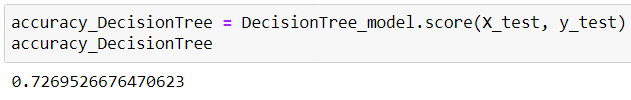 accuracy_DecisionTree = DecisionTree_model.score(X_test, y_test)
accuracy_DecisionTree
0.7269526676470623